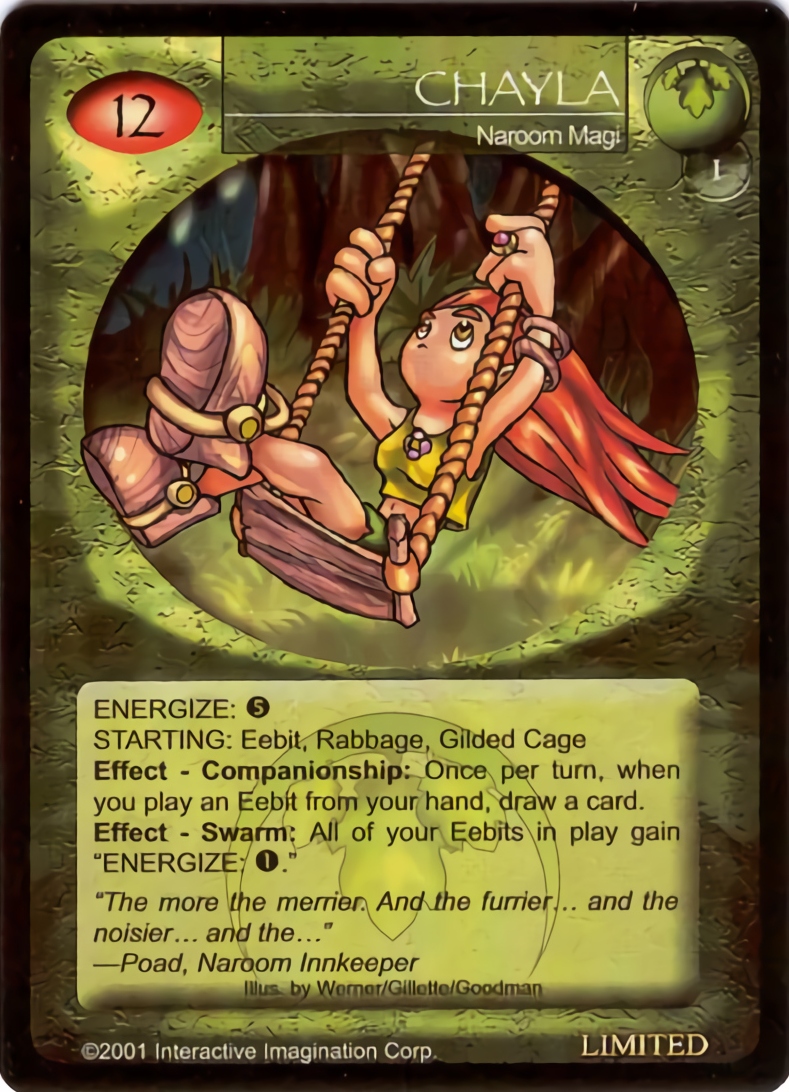 12
CHAYLA
Naroom Magi
I
ENERGIZE: ❺
STARTING: Eebit, Rabbage, Gilded Cage
Effect - Companionship: Once per turn, when
you play an Eebit from your hand, draw a card.
Effect - Swarm: All of your Eebits in play gain
"ENERGIZE: ❶."
"The more the merrier. And the furrier... and the
noisier... and the..."
—Poad, Naroom Innkeeper
Illus. by Werner/Gillette/Goodman
©2001 Interactive Imagination Corp.
LIMITED